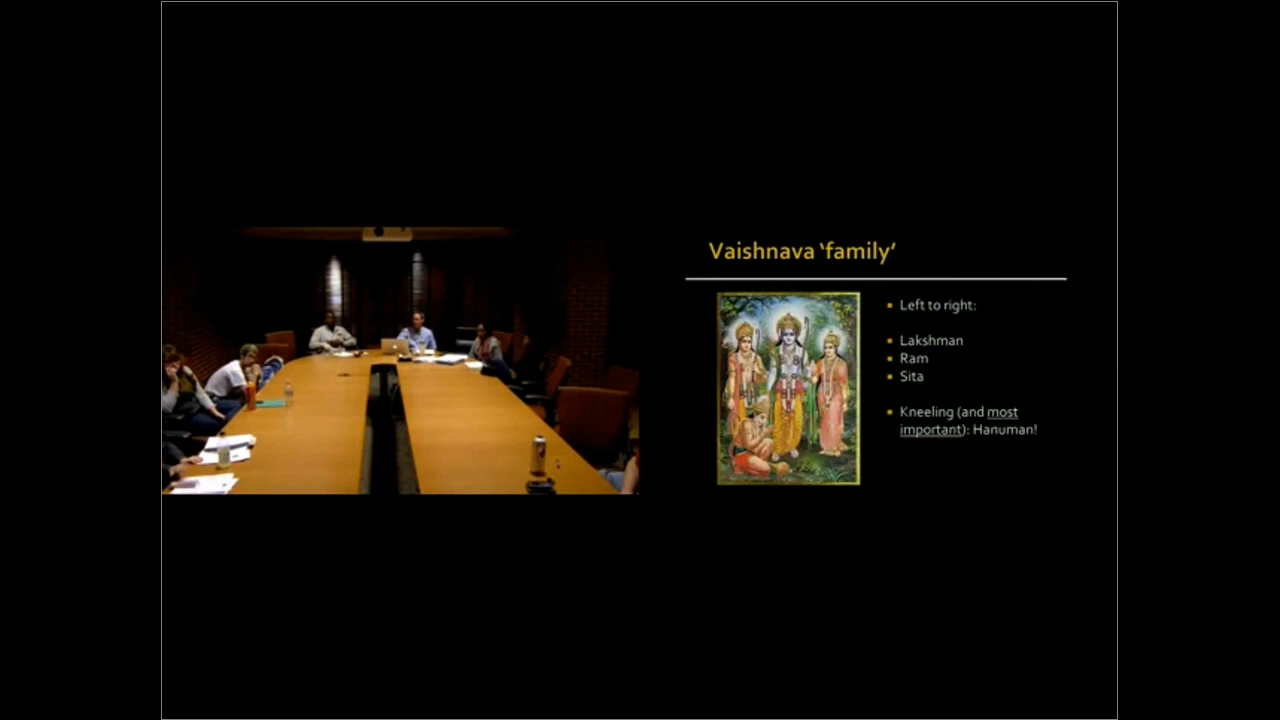 Vaishnava ‘family’
Left to right:
Lakshman
Ram
Sita
Kneeling (and most
important): Hanuman!